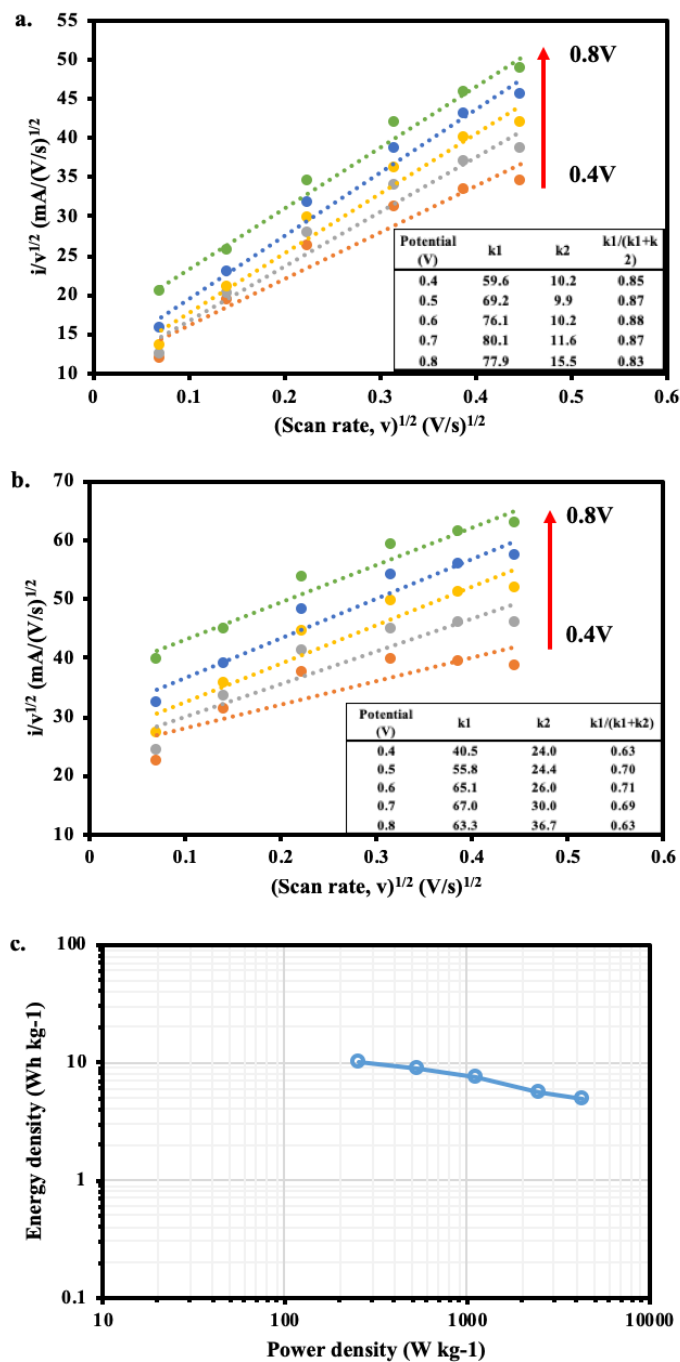 a.
55
50
45
40
35
30
25
20
15
10
i/v1/2 (mA/(V/s)1/2
0.8V
0.4V
Potential (V) k1 k2 k1/(k1+k2)
0.4 59.6 10.2 0.85
0.5 69.2 9.9 0.87
0.6 76.1 10.2 0.88
0.7 80.1 11.6 0.87
0.8 77.9 15.5 0.83
0 0.1 0.2 0.3 0.4 0.5 0.6
(Scan rate, v)1/2 (V/s)1/2
b.
70
60
50
40
30
20
10
i/v1/2 (mA/(V/s)1/2
0.8V
0.4V
Potential (V) k1 k2 k1/(k1+k2)
0.4 40.5 24.0 0.63
0.5 55.8 24.4 0.70
0.6 65.1 26.0 0.71
0.7 67.0 30.0 0.69
0.8 63.3 36.7 0.63
0 0.1 0.2 0.3 0.4 0.5 0.6
(Scan rate, v)1/2 (V/s)1/2
c.
100
10
1
0.1
Energy density (Wh kg-1)
10 100 1000 10000
Power density (W kg-1)